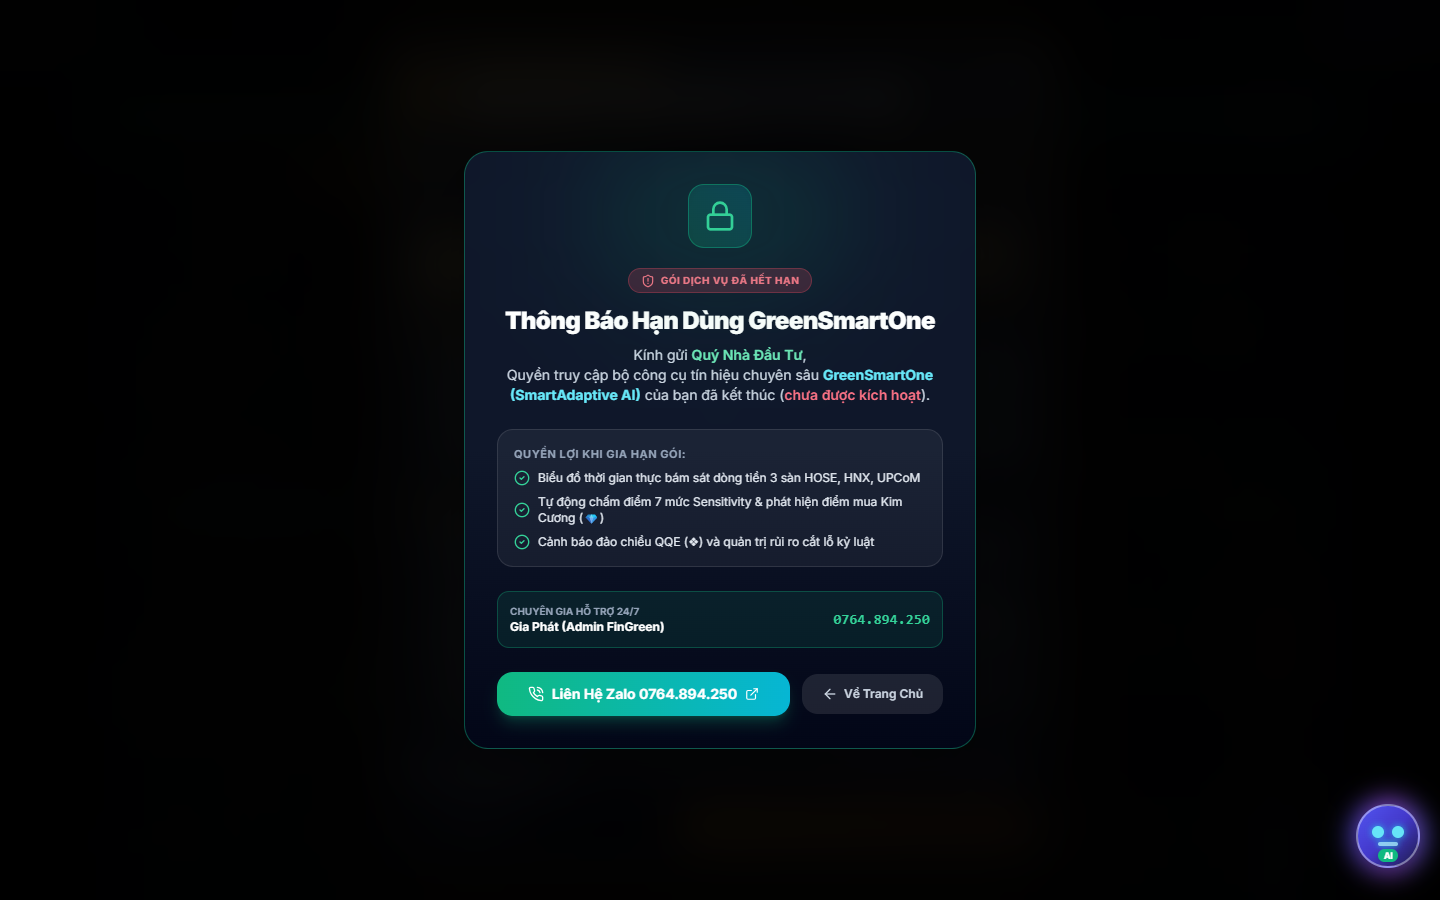 GÓI DỊCH VỤ ĐÃ HẾT HẠN
Thông Báo Hạn Dùng GreenSmartOne
Kính gửi Quý Nhà Đầu Tư,
Quyền truy cập bộ công cụ tín hiệu chuyên sâu GreenSmartOne
(SmartAdaptive AI) của bạn đã kết thúc (chưa được kích hoạt).
QUYỀN LỢI KHI GIA HẠN GÓI:
Biểu đồ thời gian thực bám sát dòng tiền 3 sàn HOSE, HNX, UPCoM
Tự động chấm điểm 7 mức Sensitivity & phát hiện điểm mua Kim
Cương (💎)
Cảnh báo đảo chiều QQE (❖) và quản trị rủi ro cắt lỗ kỷ luật
CHUYÊN GIA HỖ TRỢ 24/7
Gia Phát (Admin FinGreen)
0764.894.250
Liên Hệ Zalo 0764.894.250
Về Trang Chủ
AI